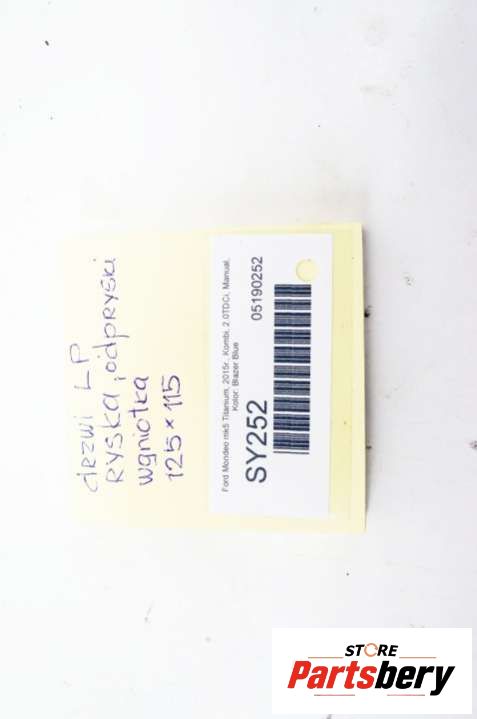 drzwi LP
RYSKA, odpryski
wgniotka
125 x 115
Ford Mondeo mk5 Titanium, 2015r., Kombi, 2.0TDCi, Manual,
Kolor: Blazer Blue
SY252
05190252
STORE
Partsbery